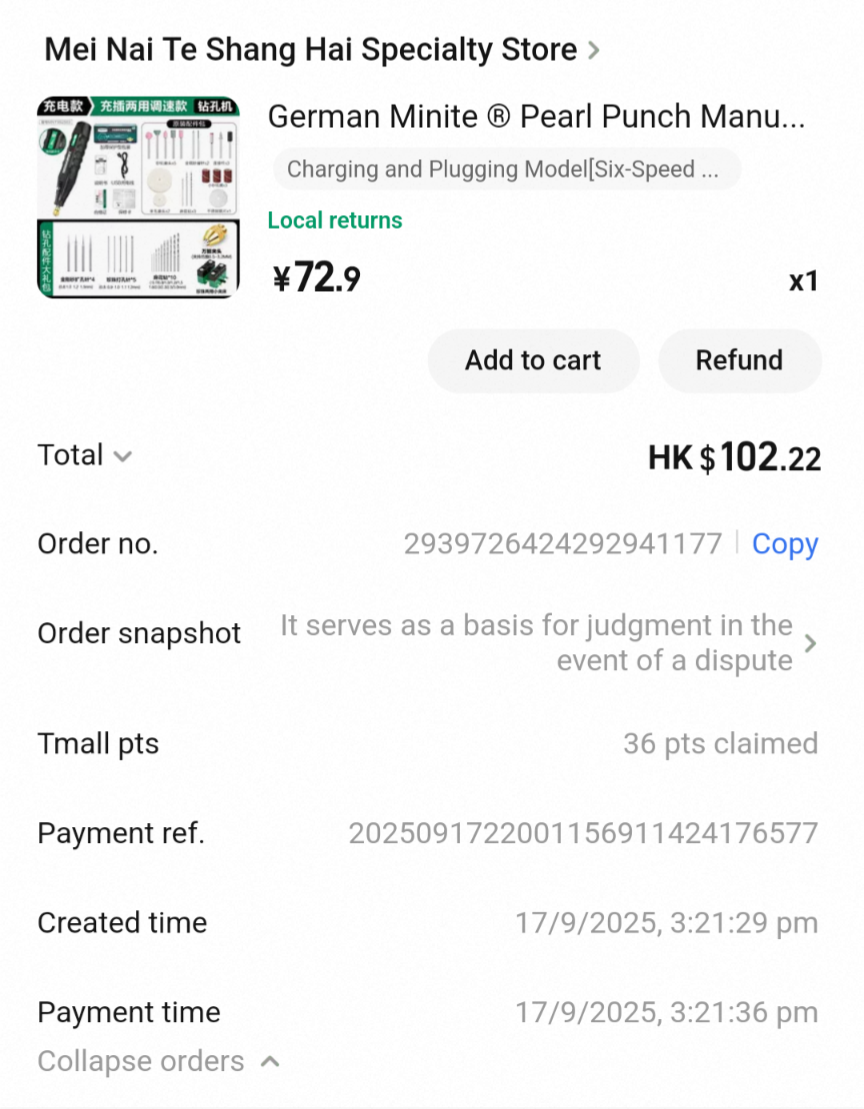 Mei Nai Te Shang Hai Specialty Store
充电款 充插两用调速款 钻孔机
钻孔配件大礼包
German Minite ® Pearl Punch Manu...
Charging and Plugging Model[Six-Speed ...
Local returns
¥72.9
x1
Add to cart
Refund
Total
HK $102.22
Order no.
2939726424292941177
Copy
Order snapshot
It serves as a basis for judgment in the
event of a dispute
Tmall pts
36 pts claimed
Payment ref.
2025091722001156911424176577
Created time
17/9/2025, 3:21:29 pm
Payment time
17/9/2025, 3:21:36 pm
Collapse orders